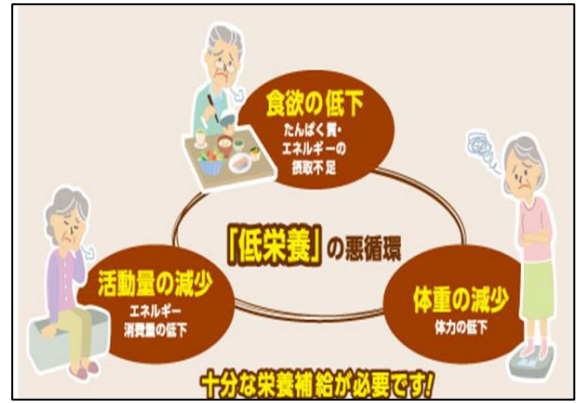 食欲の低下
たんぱく質・
エネルギーの
摂取不足
「低栄養」の悪循環
活動量の減少
エネルギー
消費量の低下
体重の減少
体力の低下
十分な栄養補給が必要です!